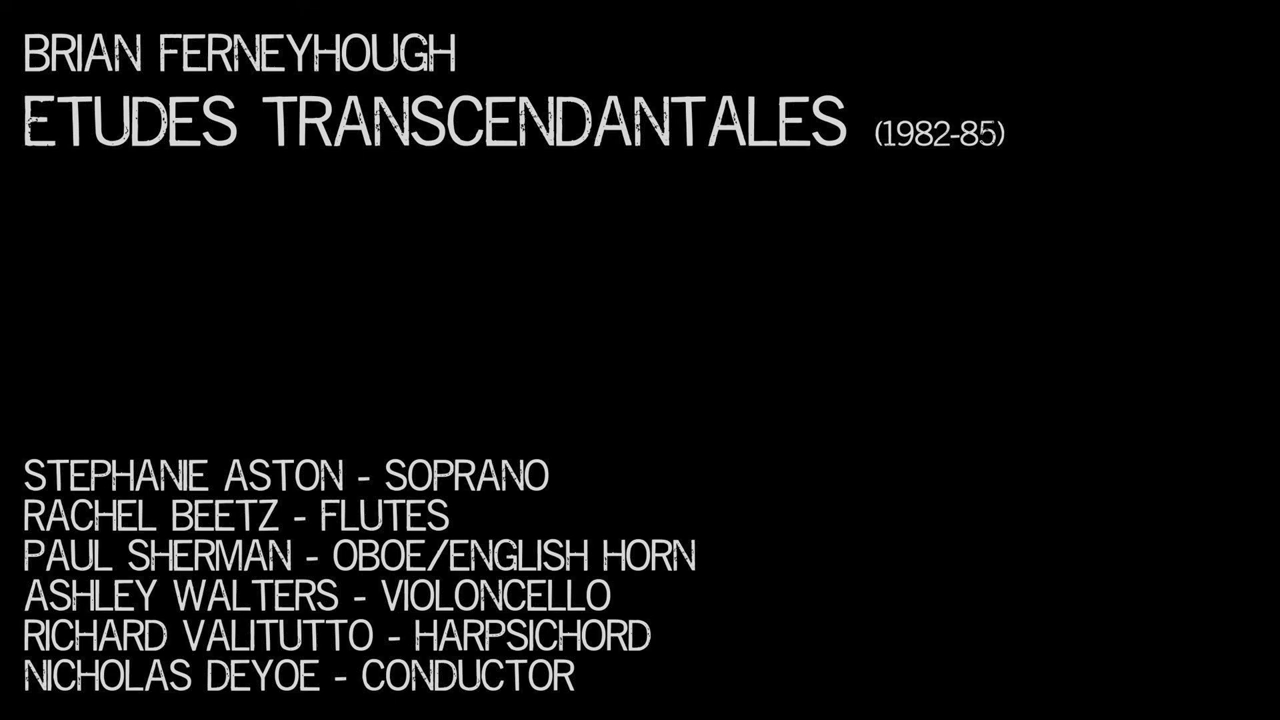 BRIAN FERNEYHOUGH
ETUDES TRANSCENDANTALES (1982-85)
STEPHANIE ASTON - SOPRANO
RACHEL BEETZ - FLUTES
PAUL SHERMAN - OBOE/ENGLISH HORN
ASHLEY WALTERS - VIOLONCELLO
RICHARD VALITUTTO - HARPSICHORD
NICHOLAS DEYOE - CONDUCTOR